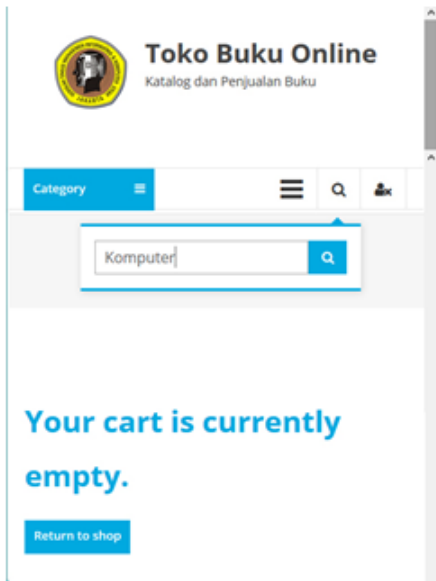 Toko Buku Online
Katalog dan Penjualan Buku
Category
Komputer
Your cart is currently
empty.
Return to shop